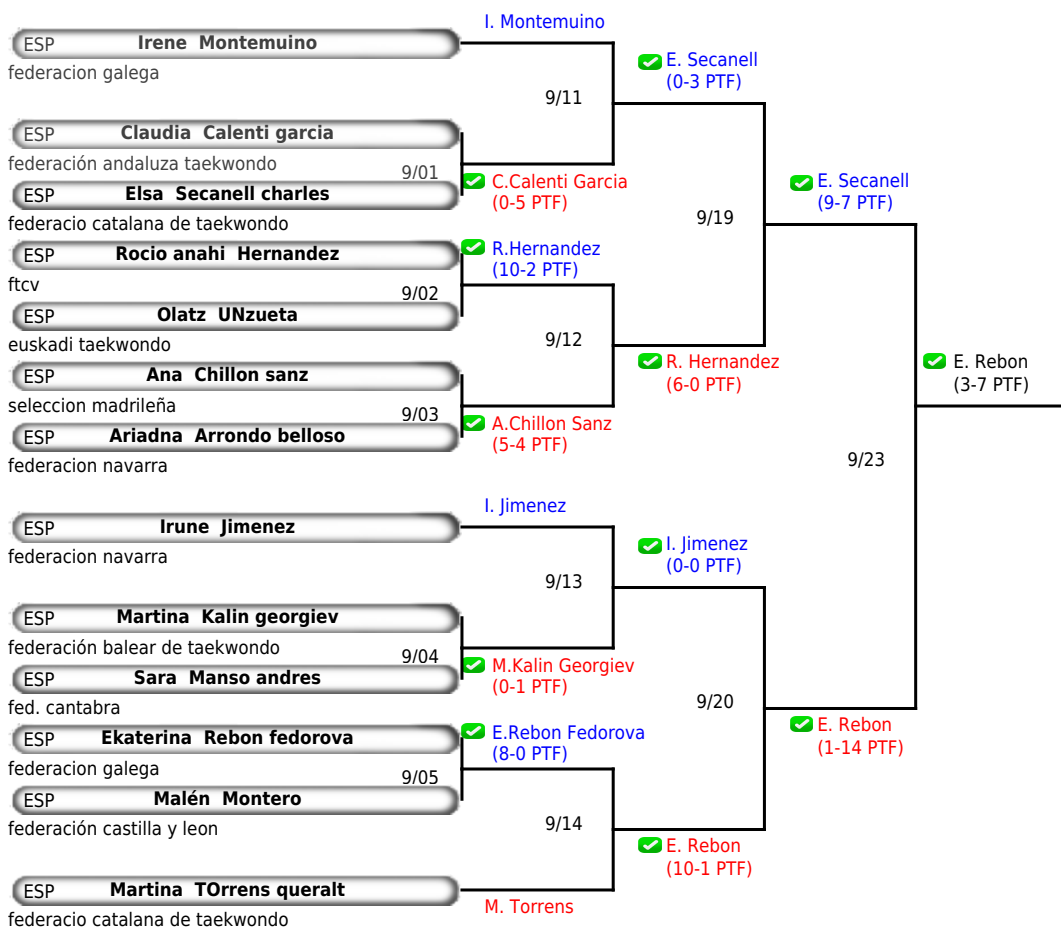 I. Montemuino
ESP Irene Montemuino
federacion galega
E. Secanell
(0-3 PTF)
9/11
ESP Claudia Calenti garcia
federación andaluza taekwondo
9/01
C.Calenti Garcia
(0-5 PTF)
ESP Elsa Secanell charles
federacio catalana de taekwondo
E. Secanell
(9-7 PTF)
9/19
ESP Rocio anahi Hernandez
ftcv
R.Hernandez
(10-2 PTF)
9/02
ESP Olatz UNzueta
euskadi taekwondo
9/12
R. Hernandez
(6-0 PTF)
E. Rebon
(3-7 PTF)
ESP Ana Chillon sanz
seleccion madrileña
9/03
A.Chillon Sanz
(5-4 PTF)
ESP Ariadna Arrondo belloso
federacion navarra
9/23
I. Jimenez
ESP Irune Jimenez
federacion navarra
I. Jimenez
(0-0 PTF)
9/13
ESP Martina Kalin georgiev
federación balear de taekwondo
9/04
M.Kalin Georgiev
(0-1 PTF)
ESP Sara Manso andres
fed. cantabra
9/20
E. Rebon
(1-14 PTF)
ESP Ekaterina Rebon fedorova
federacion galega
E.Rebon Fedorova
(8-0 PTF)
9/05
ESP Malén Montero
federación castilla y leon
9/14
E. Rebon
(10-1 PTF)
ESP Martina TOrrens queralt
federacio catalana de taekwondo
M. Torrens